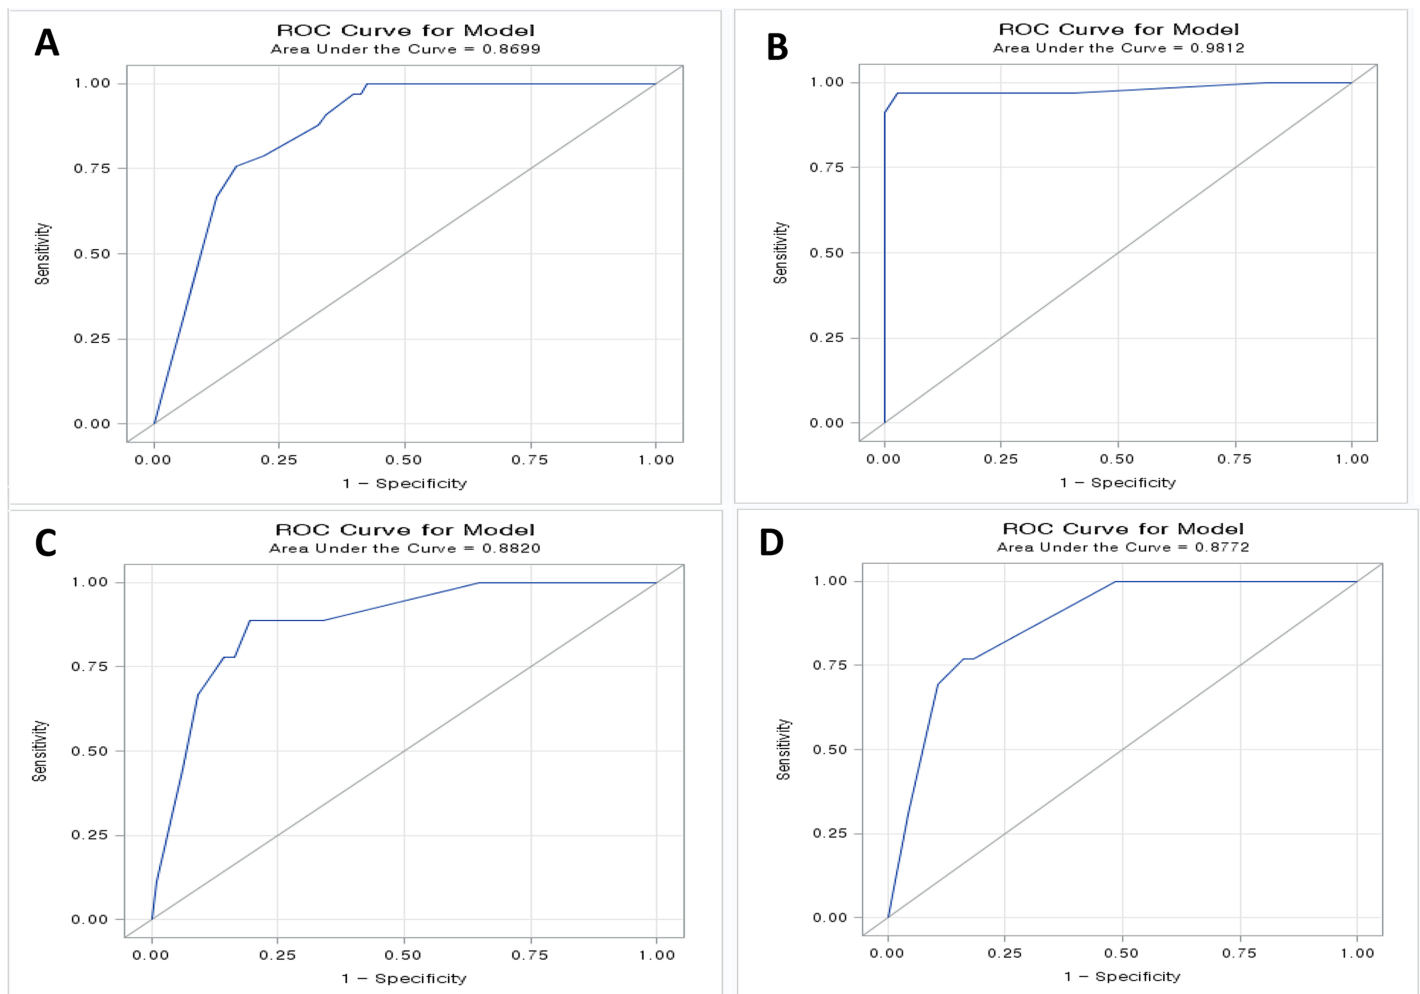 A
ROC Curve for Model
Area Under the Curve = 0.8699
1.00
0.75
0.50
0.25
0.00
Sensitivity
0.00 0.25 0.50 0.75 1.00
1 − Specificity
B
ROC Curve for Model
Area Under the Curve = 0.9812
1.00
0.75
0.50
0.25
0.00
Sensitivity
0.00 0.25 0.50 0.75 1.00
1 − Specificity
C
ROC Curve for Model
Area Under the Curve = 0.8820
1.00
0.75
0.50
0.25
0.00
Sensitivity
0.00 0.25 0.50 0.75 1.00
1 − Specificity
D
ROC Curve for Model
Area Under the Curve = 0.8772
1.00
0.75
0.50
0.25
0.00
Sensitivity
0.00 0.25 0.50 0.75 1.00
1 − Specificity